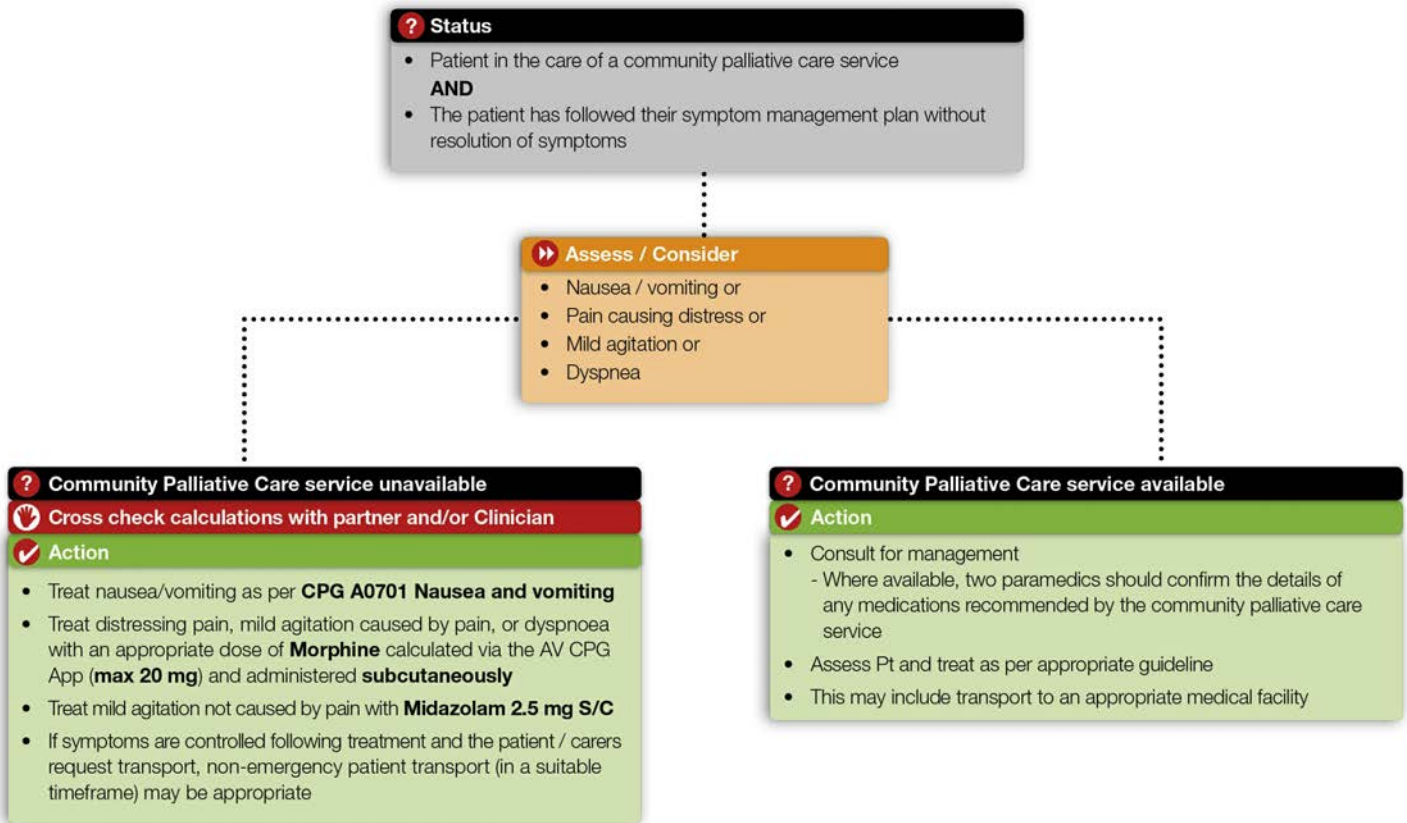 Status
• Patient in the care of a community palliative care service
AND
• The patient has followed their symptom management plan without
resolution of symptoms
Assess / Consider
• Nausea / vomiting or
• Pain causing distress or
• Mild agitation or
• Dyspnea
Community Palliative Care service unavailable
Cross check calculations with partner and/or Clinician
Action
• Treat nausea/vomiting as per CPG A0701 Nausea and vomiting
• Treat distressing pain, mild agitation caused by pain, or dyspnoea
with an appropriate dose of Morphine calculated via the AV CPG
App (max 20 mg) and administered subcutaneously
• Treat mild agitation not caused by pain with Midazolam 2.5 mg S/C
• If symptoms are controlled following treatment and the patient / carers
request transport, non-emergency patient transport (in a suitable
timeframe) may be appropriate
Community Palliative Care service available
Action
• Consult for management
- Where available, two paramedics should confirm the details of
any medications recommended by the community palliative care
service
• Assess Pt and treat as per appropriate guideline
• This may include transport to an appropriate medical facility